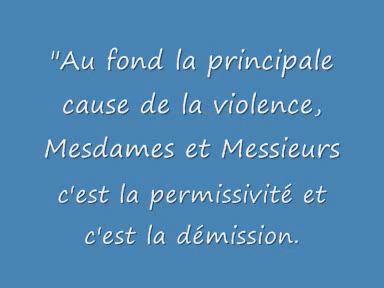 "Au fond la principale
cause de la violence,
Mesdames et Messieurs
c'est la permissivité et
c'est la démission.